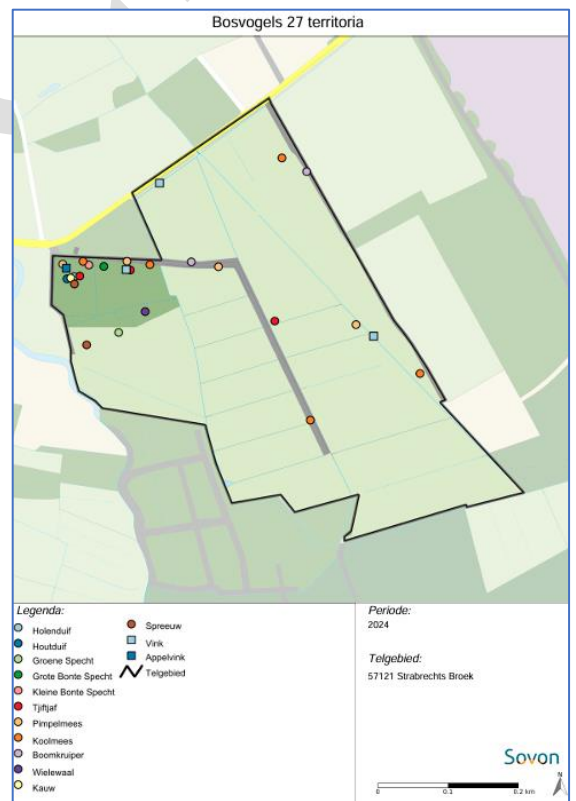 Bosvogels 27 territoria
Legenda:
Holenduif
Houtduif
Groene Specht
Grote Bonte Specht
Kleine Bonte Specht
Tjiftjaf
Pimpelmees
Koolmees
Boomkruiper
Wielewaal
Kauw
Spreeuw
Vink
Appelvink
Telgebied
Periode:
2024
Telgebied:
57121 Strabrechts Broek
Sovon
0 0.1 0.2 km
N